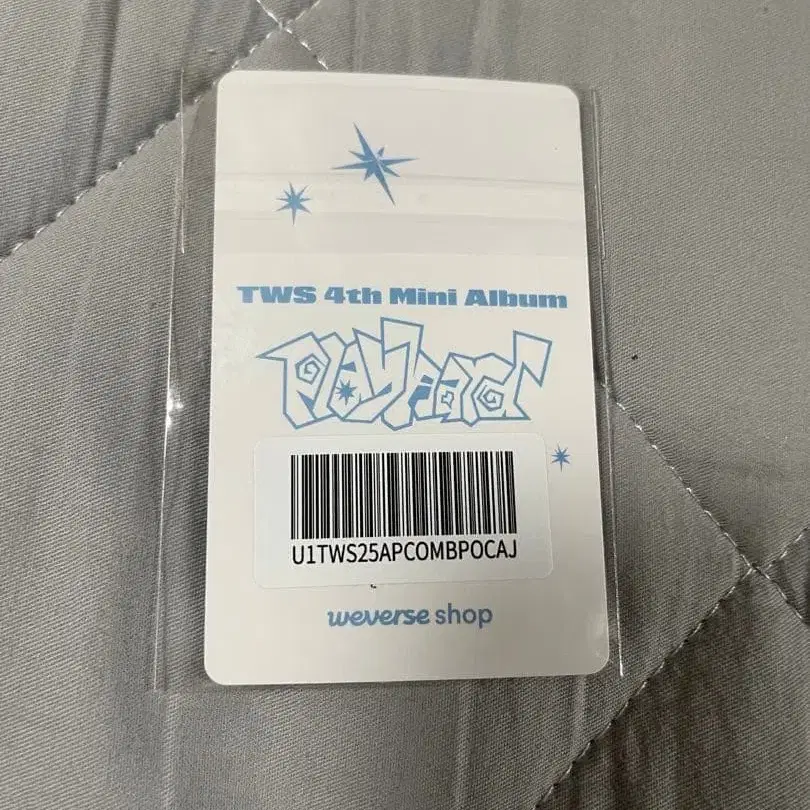 TWS 4th Mini Album
Play hard
U1TWS25APCOMBPOCAJ
weverse shop